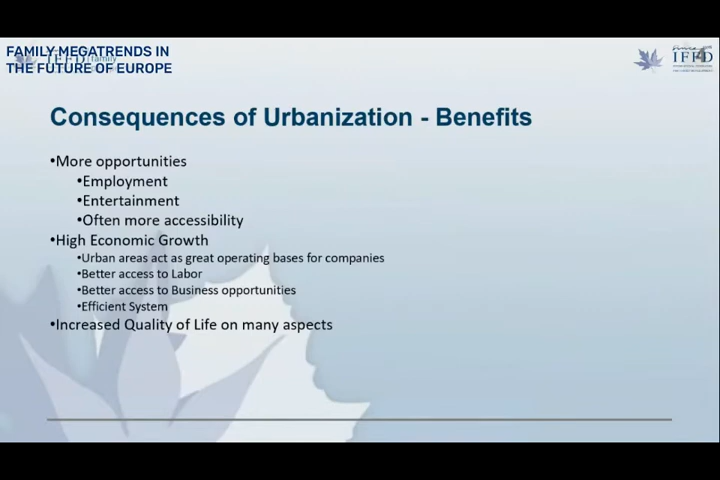 FAMILY MEGATRENDS IN
THE FUTURE OF EUROPE
IFFD
Consequences of Urbanization - Benefits
•More opportunities
•Employment
•Entertainment
•Often more accessibility
•High Economic Growth
•Urban areas act as great operating bases for companies
•Better access to Labor
•Better access to Business opportunities
•Efficient System
•Increased Quality of Life on many aspects